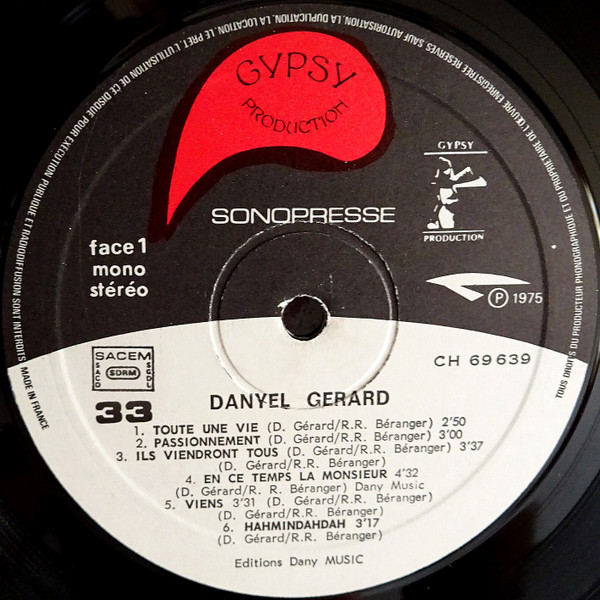 TOUS DROITS DU PRODUCTEUR PHONOGRAPHIQUE ET DU PROPRIETAIRE DE L'ŒUVRE ENREGISTREE RESERVES SAUF AUTORISATION, LA DUPLICATION, LA LOCATION, LE PRET, L'UTILISATION DE CE DISQUE POUR EXECUTION PUBLIQUE ET RADIODIFFUSION SONT INTERDITS MADE IN FRANCE
GYPSY
PRODUCTION
GYPSY
PRODUCTION
SONOPRESSE
face 1
mono
stéréo
℗ 1975
SACEM
SACD
SDRM
SGDL
33
CH 69 639
DANYEL GERARD
1. TOUTE UNE VIE (D. Gérard/R.R. Béranger) 2'50
2. PASSIONNEMENT (D. Gérard/R.R. Béranger) 3'00
3. ILS VIENDRONT TOUS (D. Gérard/R.R. Béranger) 3'37
(D. Gérard/R.R. Béranger)
4. EN CE TEMPS LA MONSIEUR 4'32
(D. Gérard/R. R. Béranger) Dany Music
5. VIENS 3'31 (D. Gérard/R.R. Béranger)
(D. Gérard/R.R. Béranger)
6. HAHMINDAHDAH 3'17
(D. Gérard/R.R. Béranger)
Editions Dany MUSIC